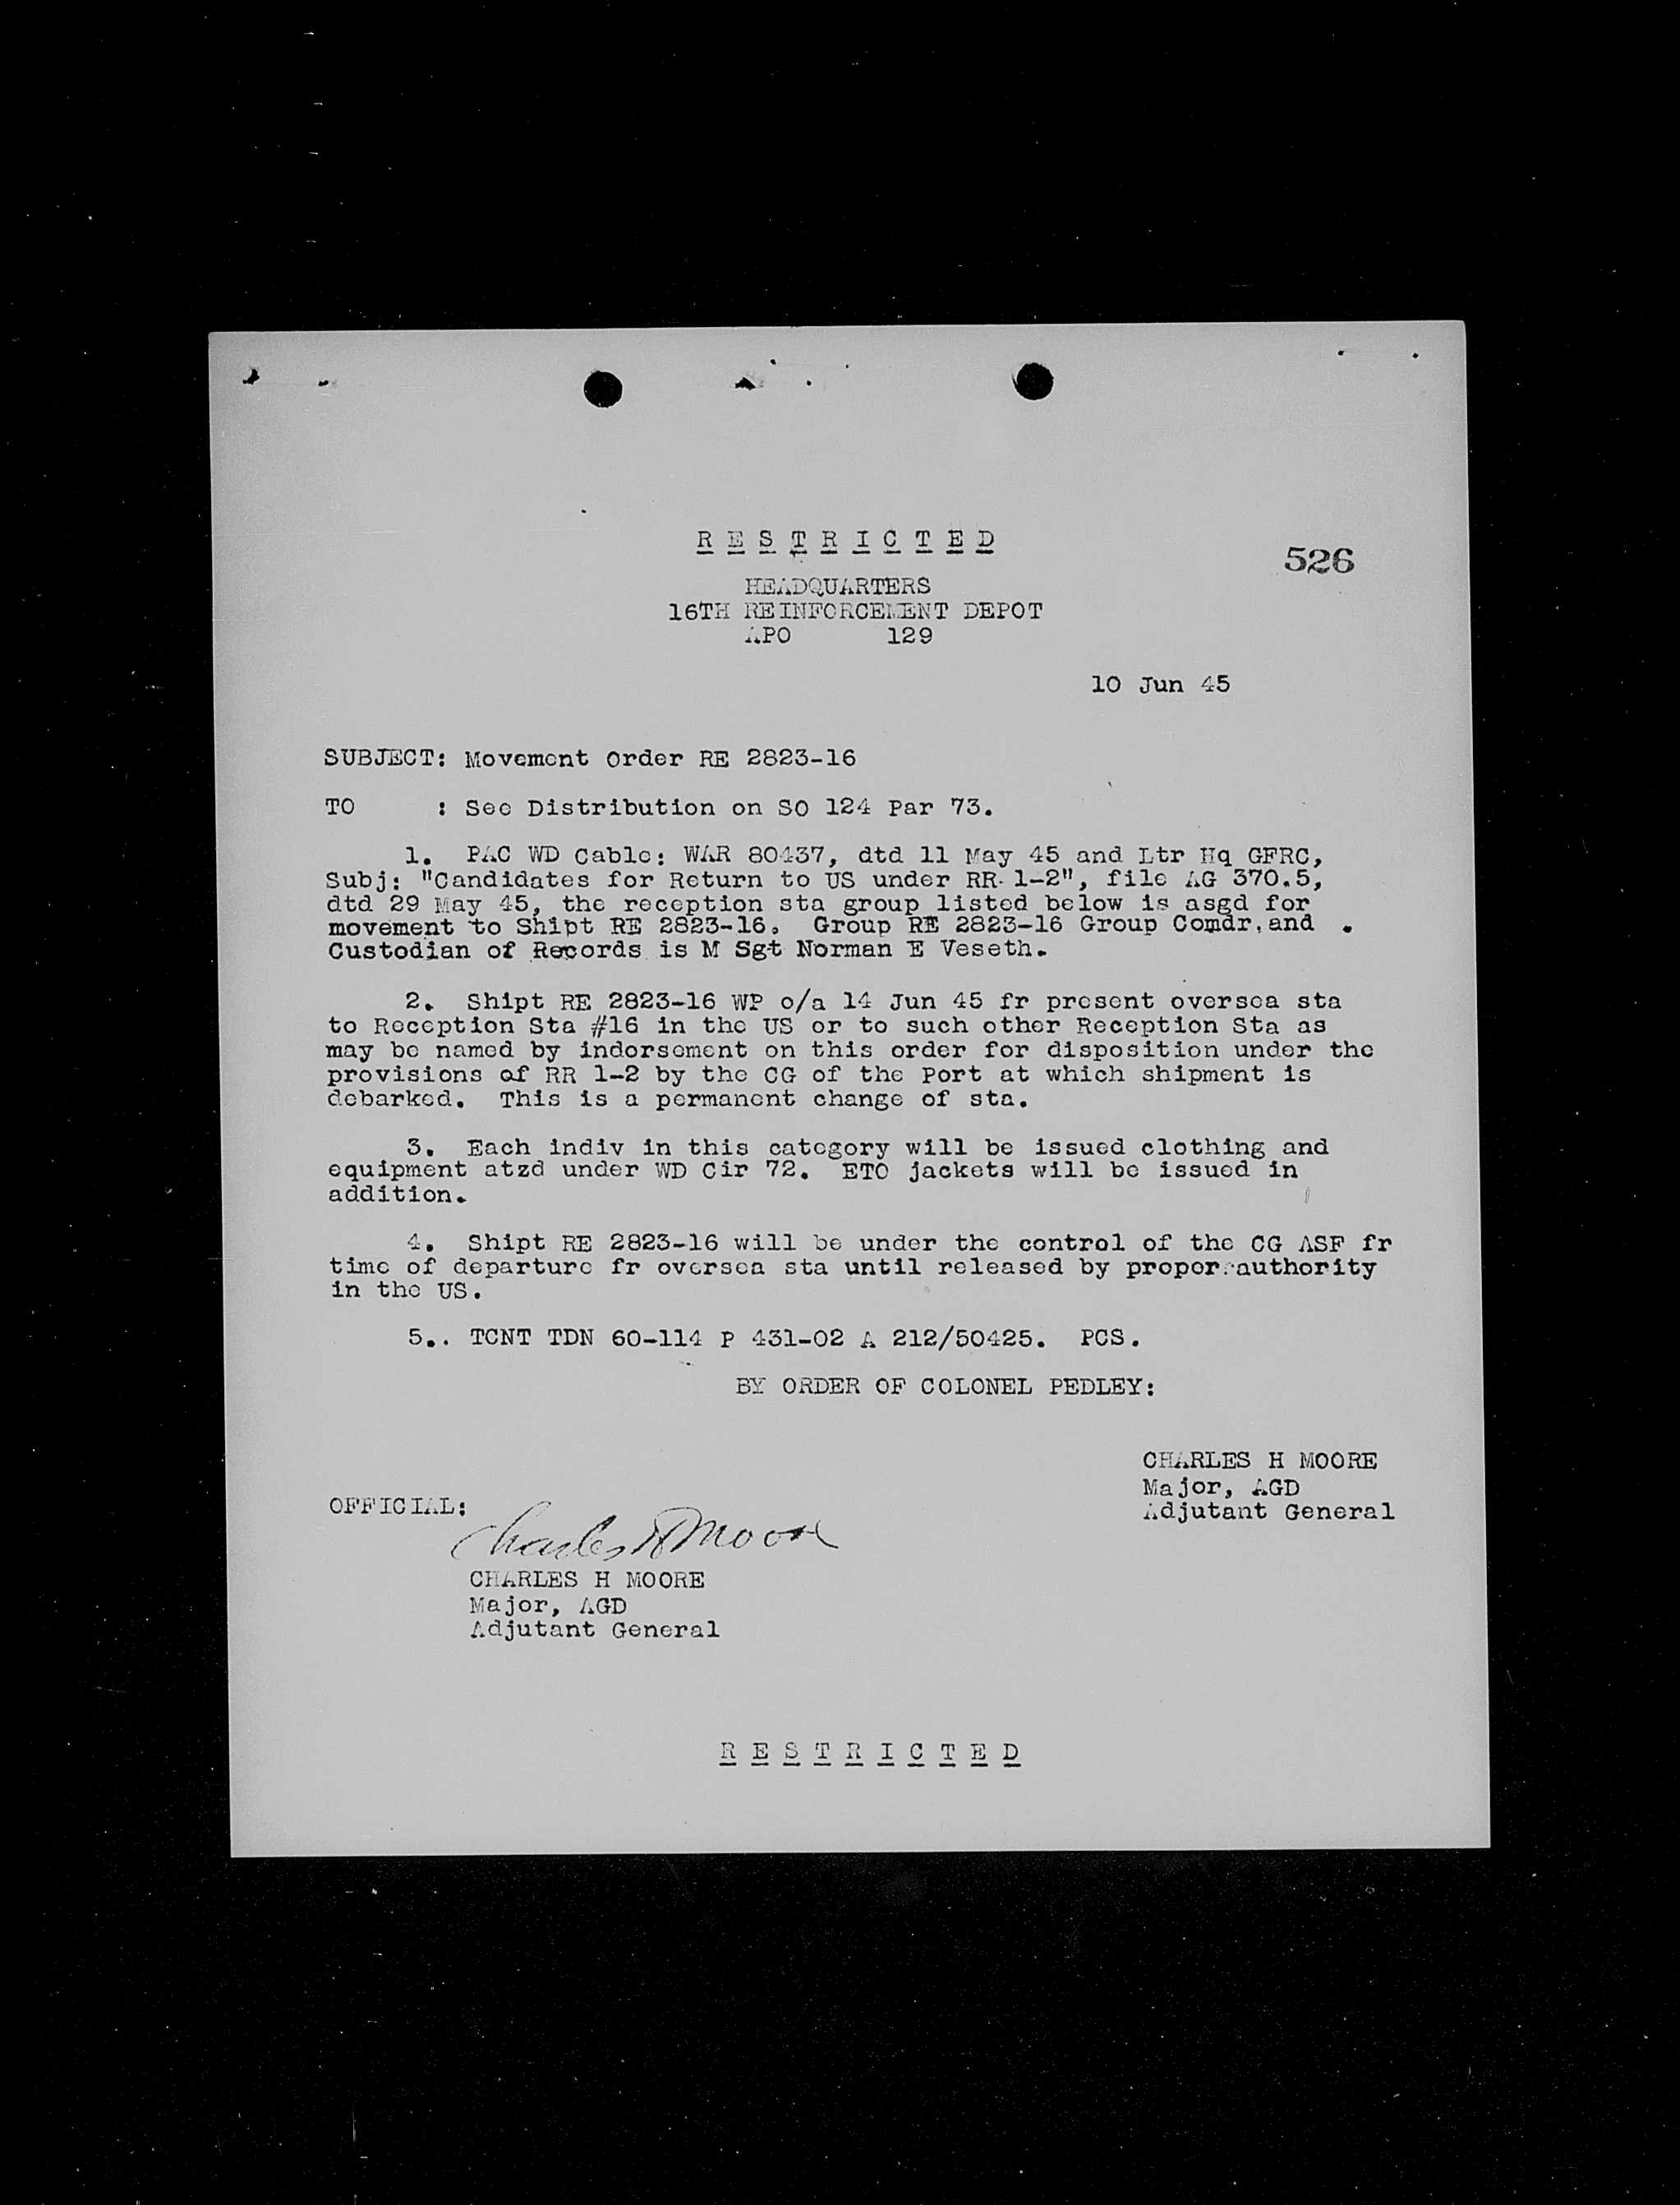 R E S T R I C T E D
526
HEADQUARTERS
16TH REINFORCEMENT DEPOT
APO 129
10 Jun 45
SUBJECT: Movement Order RE 2823-16
TO : See Distribution on SO 124 Par 73.
1. PAC WD Cable: WAR 80437, dtd 11 May 45 and Ltr Hq GFRC,
Subj: "Candidates for Return to US under RR 1-2", file AG 370.5,
dtd 29 May 45, the reception sta group listed below is asgd for
movement to Shipt RE 2823-16. Group RE 2823-16 Group Comdr. and .
Custodian of Records is M Sgt Norman E Veseth.
2. Shipt RE 2823-16 WP o/a 14 Jun 45 fr present oversea sta
to Reception Sta #16 in the US or to such other Reception Sta as
may be named by indorsement on this order for disposition under the
provisions of RR 1-2 by the CG of the Port at which shipment is
debarked. This is a permanent change of sta.
3. Each indiv in this category will be issued clothing and
equipment atzd under WD Cir 72. ETO jackets will be issued in
addition.
4. Shipt RE 2823-16 will be under the control of the CG ASF fr
time of departure fr oversea sta until released by proper authority
in the US.
5.. TCNT TDN 60-114 P 431-02 A 212/50425. PCS.
BY ORDER OF COLONEL PEDLEY:
CHARLES H MOORE
Major, AGD
Adjutant General
OFFICIAL:
Charles H Moore
CHARLES H MOORE
Major, AGD
Adjutant General
R E S T R I C T E D